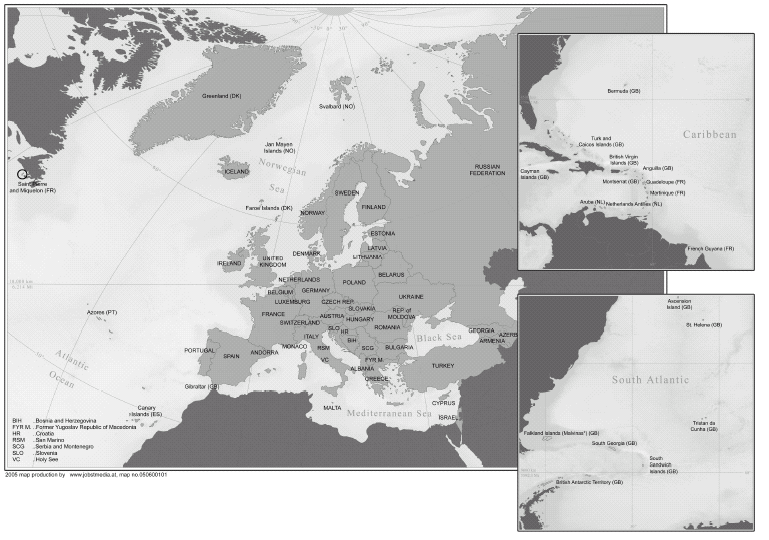 Greenland (DK)
Svalbard (NO)
Jan Mayen
Islands (NO)
Norwegian
Sea
ICELAND
RUSSIAN
FEDERATION
Saint Pierre
and Miquelon (FR)
SWEDEN
FINLAND
Faroe Islands (DK)
NORWAY
ESTONIA
LATVIA
LITHUANIA
DENMARK
IRELAND
UNITED
KINGDOM
BELARUS
NETHERLANDS
POLAND
BELGIUM
GERMANY
LUXEMBURG
CZECH REP.
UKRAINE
SLOVAKIA
FRANCE
AUSTRIA
HUNGARY
REP of
MOLDOVA
SWITZERLAND
SLO
HR
ROMANIA
Azores (PT)
ITALY
BIH
Black Sea
GEORGIA
AZERB
ARMENIA
MONACO
RSM
SCG
BULGARIA
PORTUGAL
SPAIN
ANDORRA
VC
FYR M.
ALBANIA
TURKEY
Atlantic
Ocean
GREECE
Gibraltar (GB)
Canary
Islands (ES)
MALTA
CYPRUS
Mediterranean Sea
ISRAEL
BIH . Bosnia and Herzegovina
FYR M. . Former Yugoslav Republic of Macedonia
HR . Croatia
RSM . San Marino
SCG . Serbia and Montenegro
SLO . Slovenia
VC . Holy See
2005 map production by www.jobstmedia.at, map no.050600101
Bermuda (GB)
Caribbean
Turk and
Caicos islands (GB)
British Virgin
Islands (GB)
Cayman
Islands (GB)
Anguilla (GB)
Montserrat (GB)
Guadeloupe (FR)
Martinique (FR)
Aruba (NL)
Netherlands Antilles (NL)
French Guyana (FR)
Ascension
Island (GB)
St. Helena (GB)
South Atlantic
Tristan da
Cunha (GB)
Falkland Islands (Malvinas*) (GB)
South Georgia (GB)
South
Sandwich
Islands (GB)
British Antarctic Territory (GB)